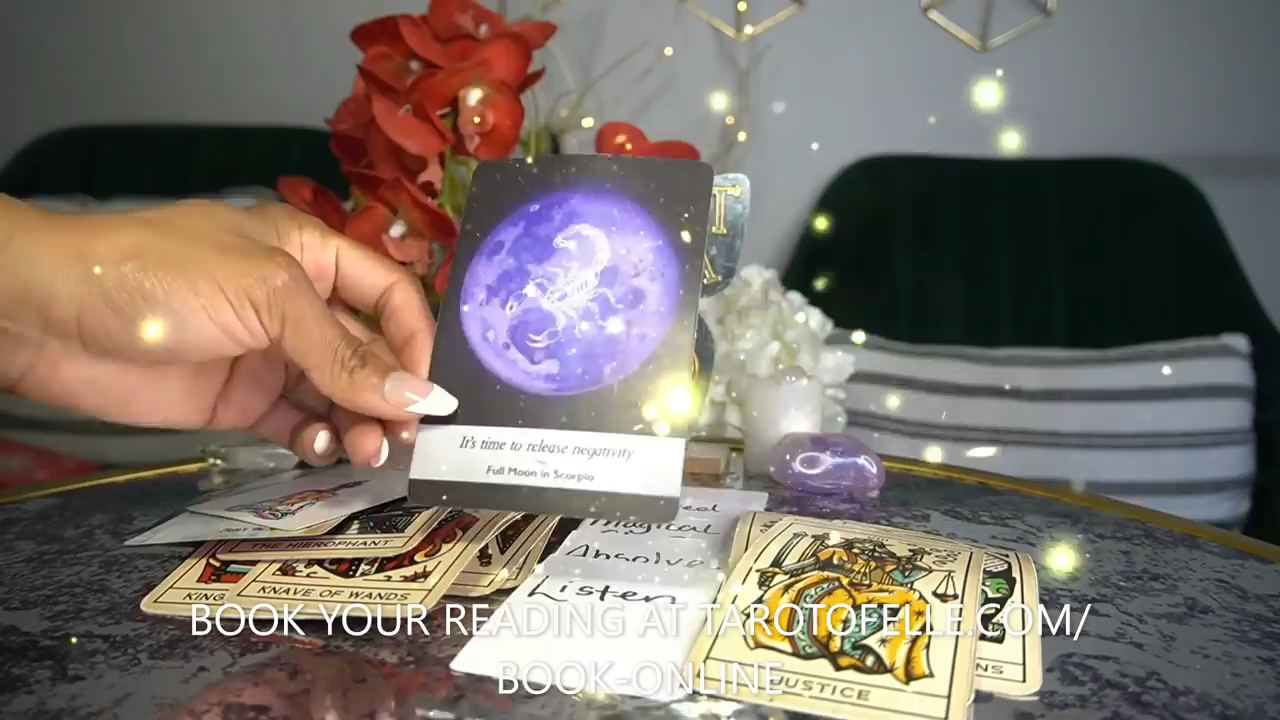 It's time to release negativity
Full Moon in Scorpio
Magical
Absolve
Listen
THE HIEROPHANT
KING
KNAVE OF WANDS
JUSTICE
BOOK YOUR READING AT TAROTOFELLE.COM/
BOOK-ONLINE